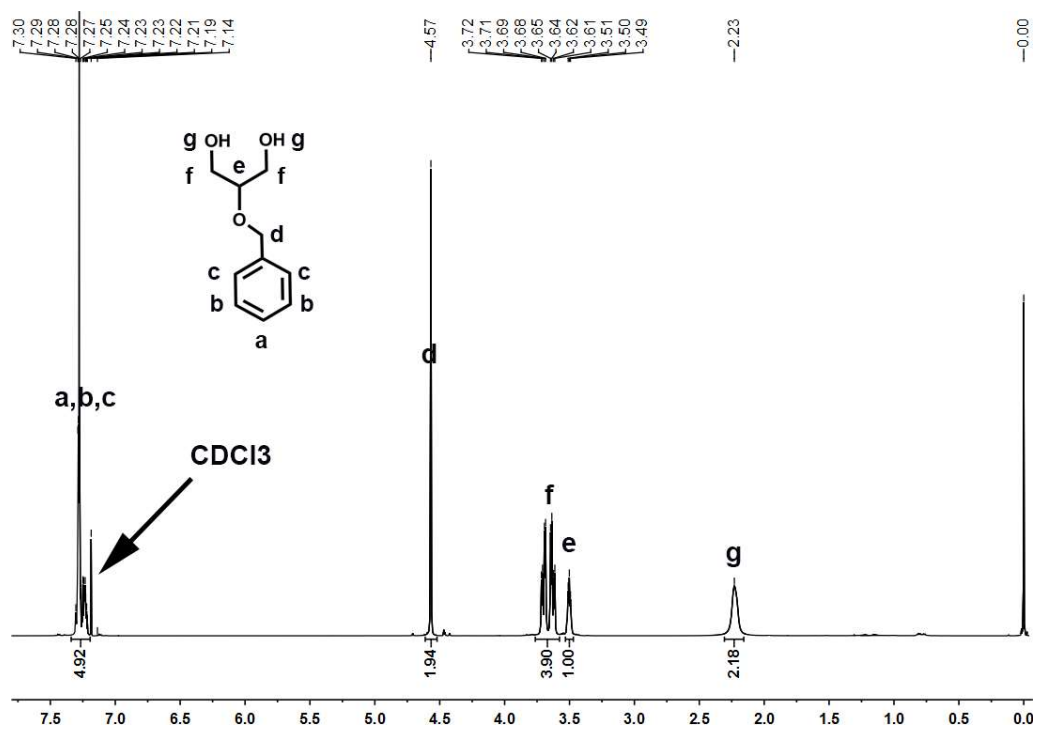 7.30 7.29 7.28 7.28 7.27 7.25 7.24 7.23 7.23 7.22 7.21 7.19 7.14 4.57 3.72 3.71 3.69 3.68 3.65 3.64 3.62 3.61 3.51 3.50 3.49 2.23 0.00
g OH OH g
f e f
O
d
c c
b b
a
d
a,b,c
CDCl3
f
e
g
4.92 1.94 3.90 1.00 2.18
7.5 7.0 6.5 6.0 5.5 5.0 4.5 4.0 3.5 3.0 2.5 2.0 1.5 1.0 0.5 0.0